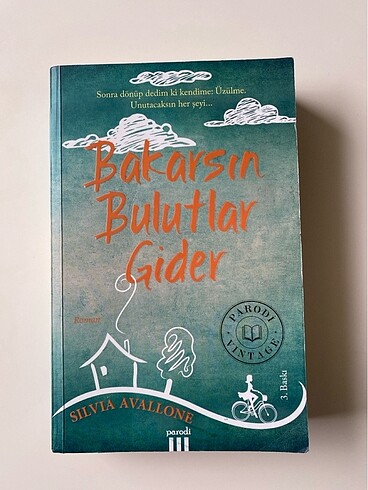 Sonra dönüp dedim ki kendime: Üzülme.
Unutacaksın her şeyi...
Bakarsın
Bulutlar
Gider
Roman
PARODI
VINTAGE
3. Baskı
SILVIA AVALLONE
parodi